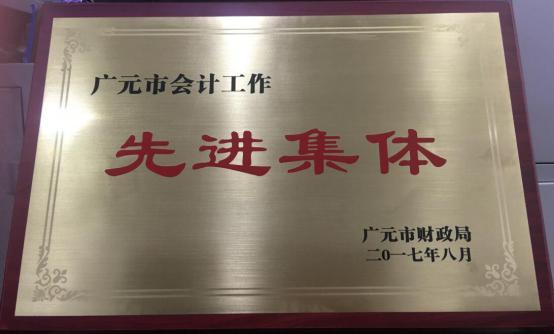 广元市会计工作
先进集体
广元市财政局
二〇一七年八月